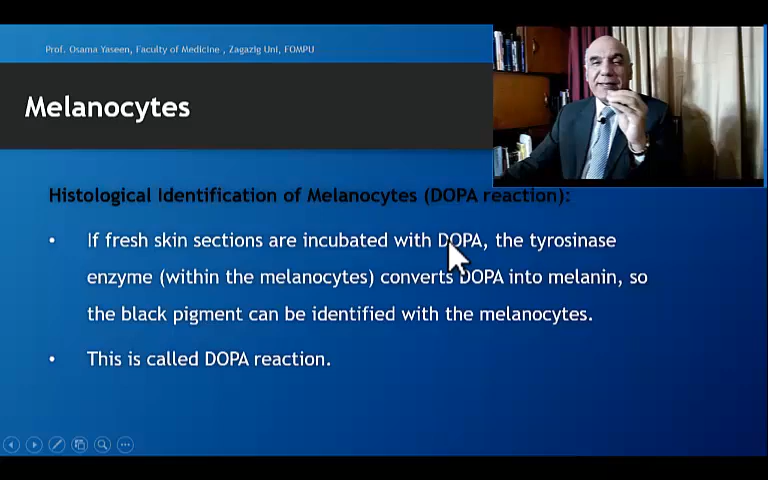 Prof. Osama Yaseen, Faculty of Medicine , Zagazig Uni, FOMPU
Melanocytes
Histological Identification of Melanocytes (DOPA reaction):
• If fresh skin sections are incubated with DOPA, the tyrosinase
enzyme (within the melanocytes) converts DOPA into melanin, so
the black pigment can be identified with the melanocytes.
• This is called DOPA reaction.